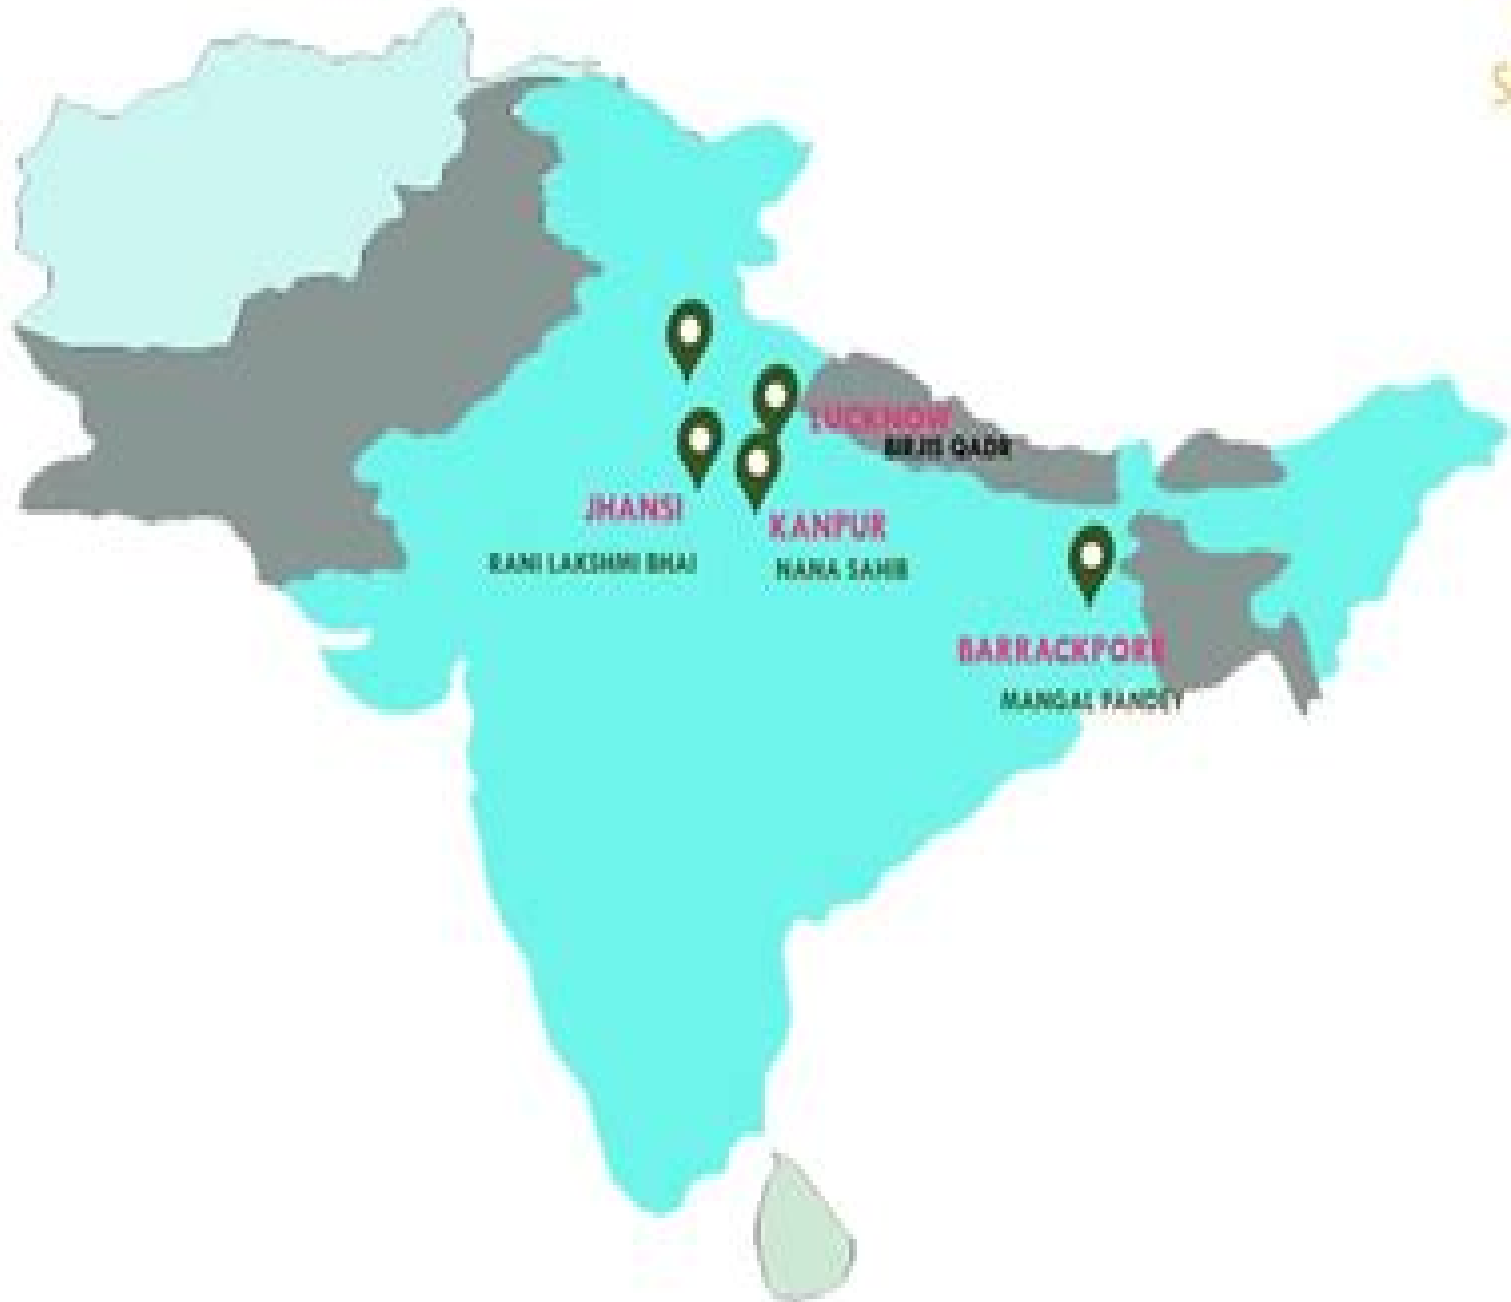 S
LUCKNOW
BIRJIS QADR
JHANSI
KANPUR
RANI LAKSHMI BHAI
NANA SAHIB
BARRACKPORE
MANGAL PANDEY